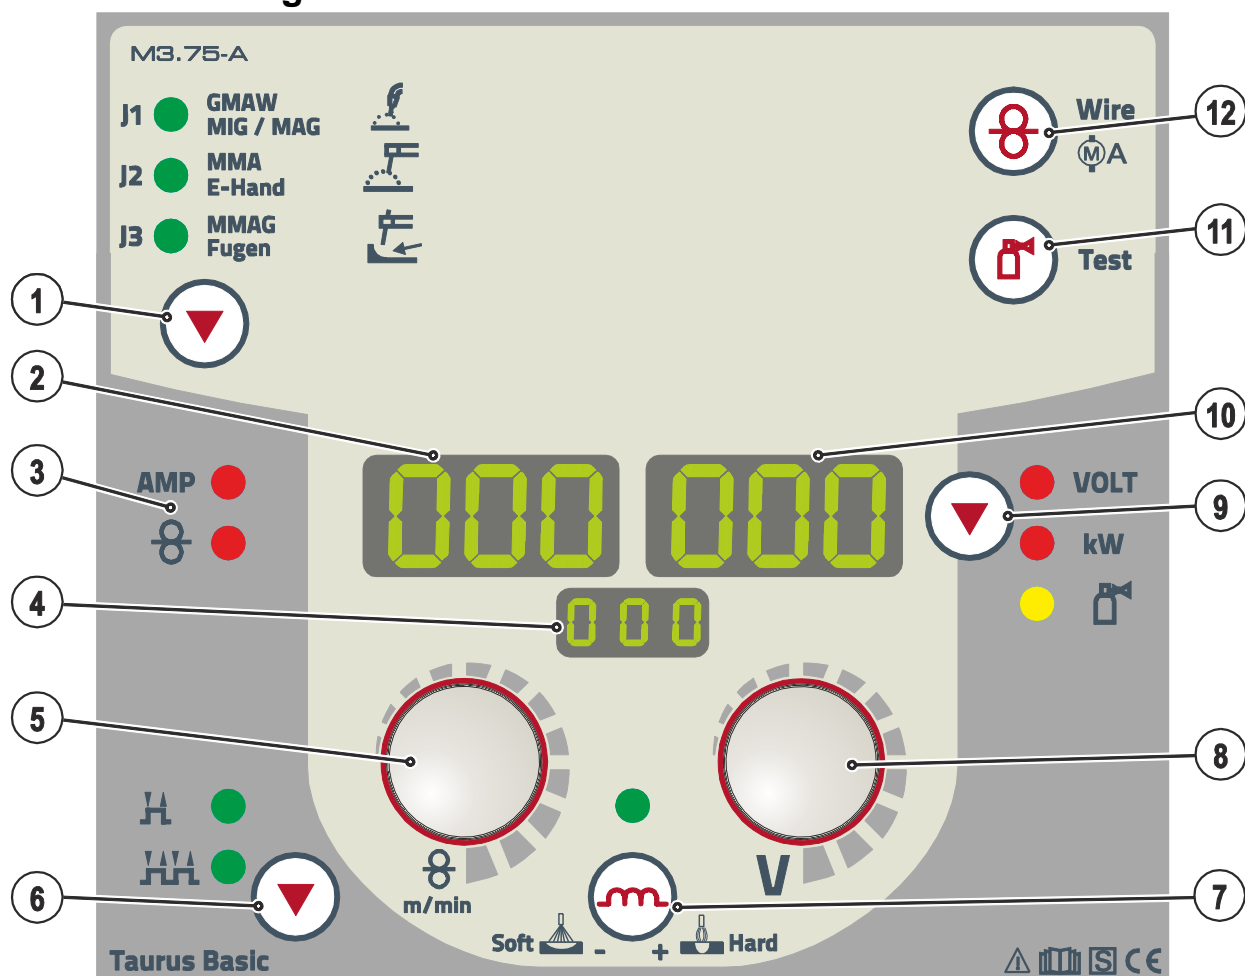 M3.75-A
J1 GMAW
MIG / MAG
J2 MMA
E-Hand
J3 MMAG
Fugen
Wire
M A
Test
12
11
1
2
10
3
AMP
000
000
VOLT
9
kW
4
000
5
8
m/min
V
6
7
Soft - + Hard
Taurus Basic
S CE